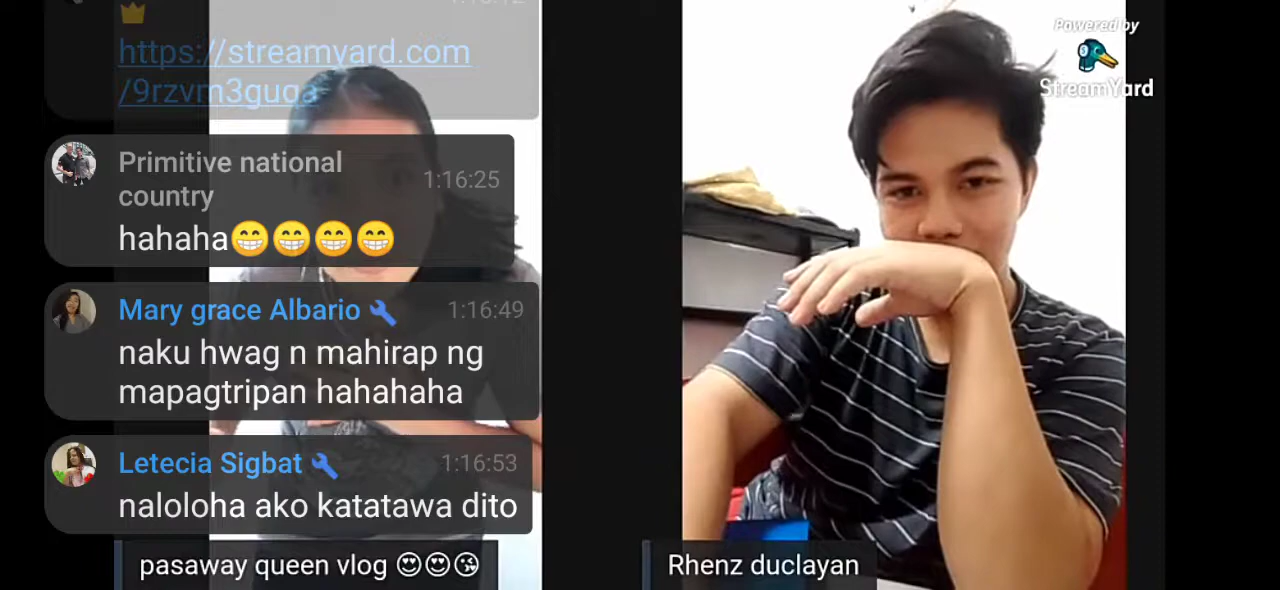 https://streamyard.com
/9rzvm3guqa
Primitive national
country
1:16:25
hahaha😁😁😁😁
Mary grace Albario 🔧 1:16:49
naku hwag n mahirap ng
mapagtripan hahahaha
Letecia Sigbat 🔧 1:16:53
naloloha ako katatawa dito
pasaway queen vlog 😍😍😘
Powered by
StreamYard
Rhenz duclayan